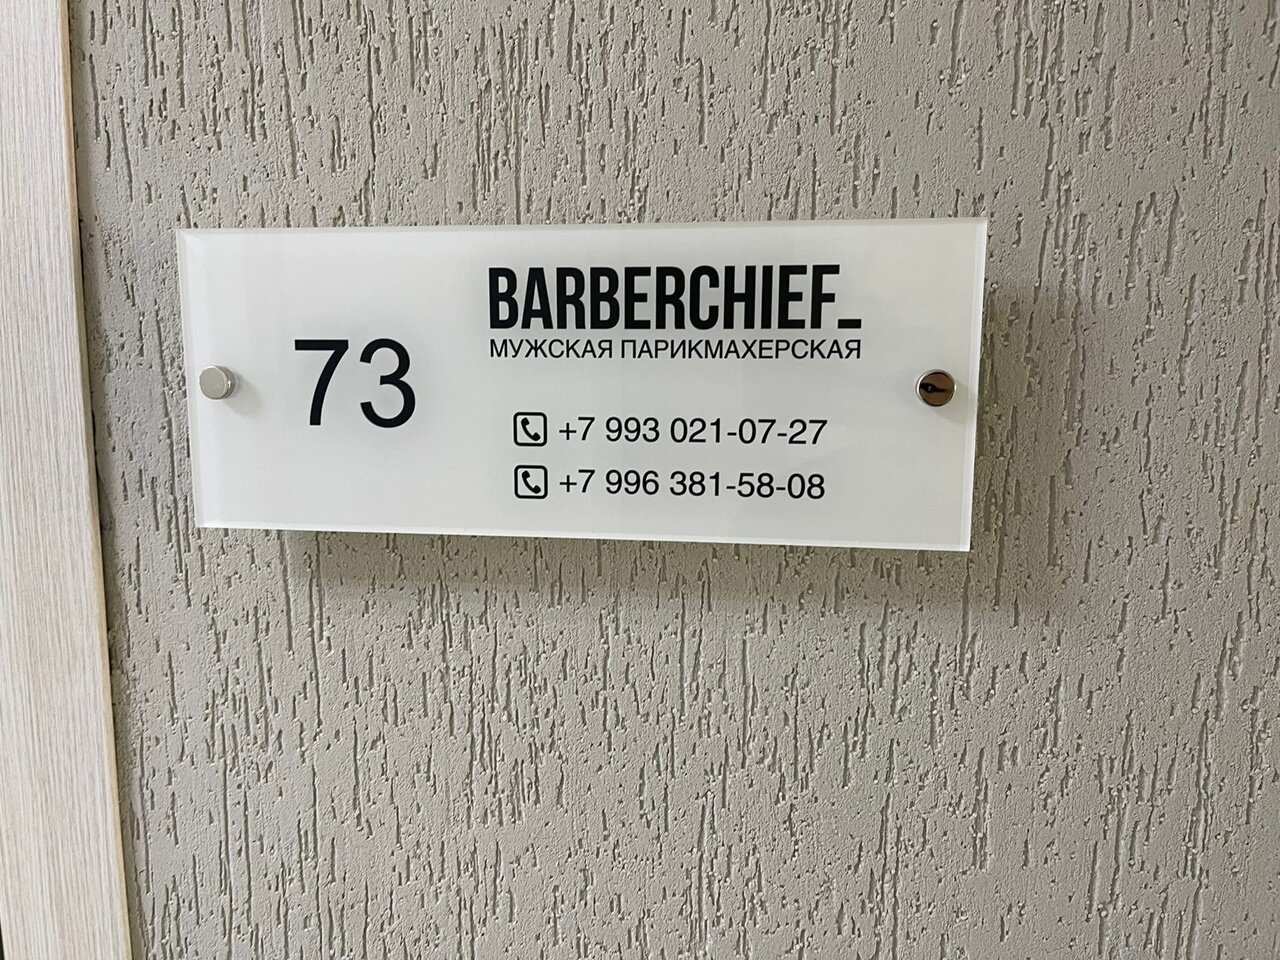 73
BARBERCHIEF_
МУЖСКАЯ ПАРИКМАХЕРСКАЯ
+7 993 021-07-27
+7 996 381-58-08